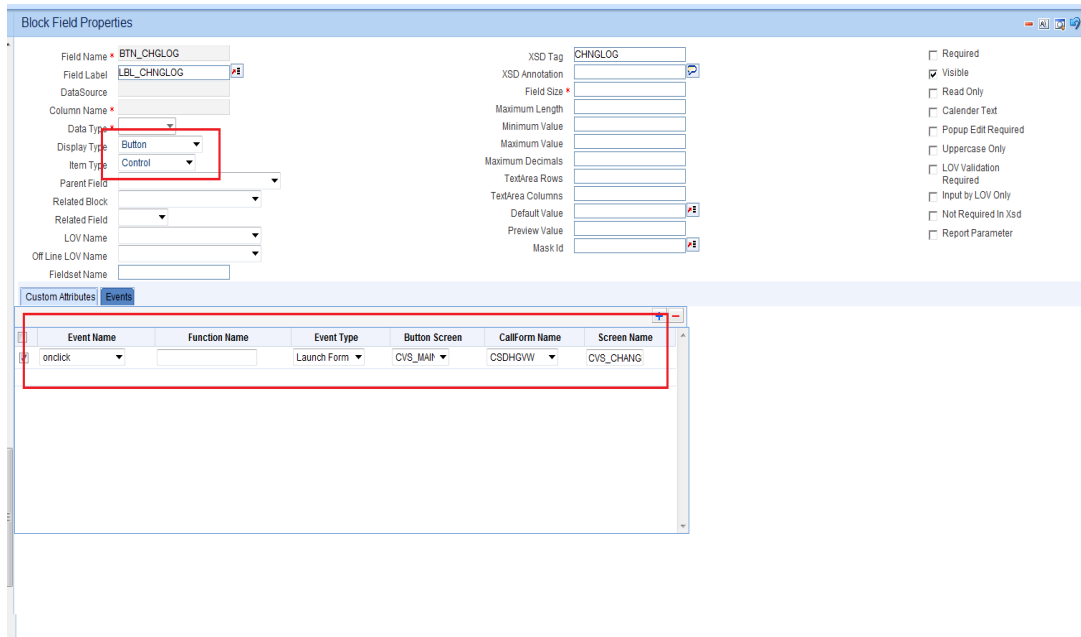 Block Field Properties
Field Name * BTN_CHGLOG
Field Label LBL_CHNGLOG
DataSource
Column Name *
Data Type *
Display Type Button
Item Type Control
Parent Field
Related Block
Related Field
LOV Name
Off Line LOV Name
Fieldset Name
XSD Tag CHNGLOG
XSD Annotation
Field Size *
Maximum Length
Minimum Value
Maximum Value
Maximum Decimals
TextArea Rows
TextArea Columns
Default Value
Preview Value
Mask Id
Required
Visible
Read Only
Calender Text
Popup Edit Required
Uppercase Only
LOV Validation
Required
Input by LOV Only
Not Required In Xsd
Report Parameter
Custom Attributes Events
Event Name Function Name Event Type Button Screen CallForm Name Screen Name
onclick Launch Form CVS_MAIN CSDHGVW CVS_CHANG